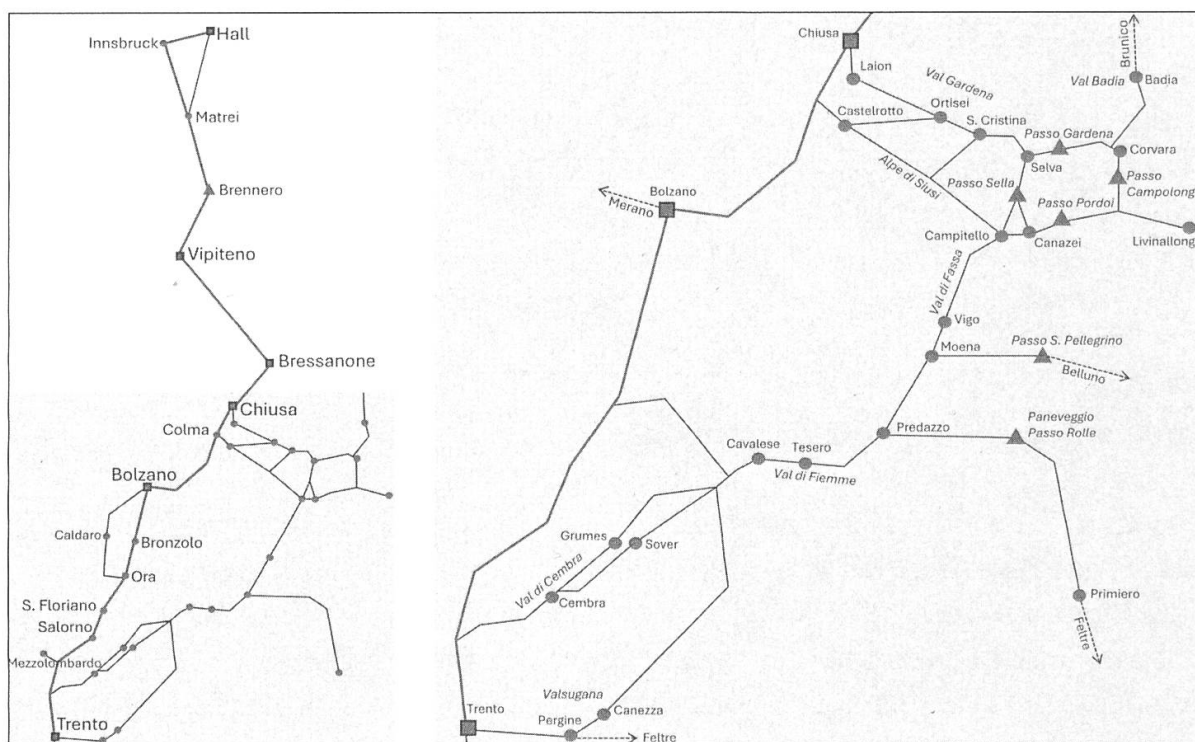 Innsbruck
Hall
Matrei
Brennero
Vipiteno
Bressanone
Chiusa
Colma
Bolzano
Caldaro
Bronzolo
Ora
S. Floriano
Salorno
Mezzolombardo
Trento
Chiusa
Laion
Val Gardena
Brunico
Val Badia
Badia
Castelrotto
Ortisei
S. Cristina
Passo Gardena
Corvara
Alpe di Siusi
Selva
Passo Sella
Passo
Campolong
Passo Pordoi
Bolzano
Merano
Campitello
Canazei
Livinallong
Val di Fassa
Vigo
Moena
Passo S. Pellegrino
Belluno
Predazzo
Paneveggio
Passo Rolle
Cavalese
Tesero
Val di Fiemme
Grumes
Sover
Val di Cembra
Cembra
Primiero
Feltre
Valsugana
Trento
Pergine
Canezza
Feltre